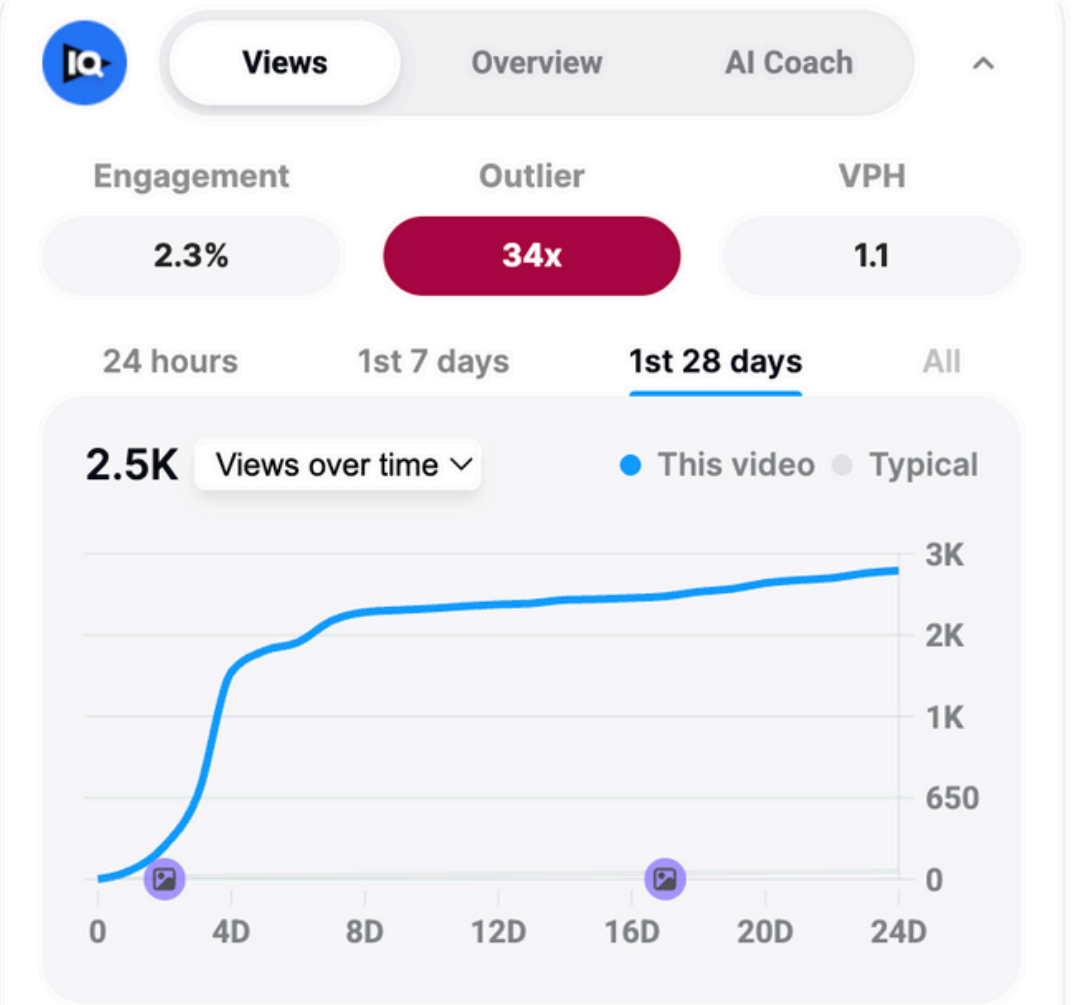 IQ Views Overview AI Coach
Engagement Outlier VPH
2.3% 34x 1.1
24 hours 1st 7 days 1st 28 days All
2.5K Views over time This video Typical
3K
2K
1K
650
0
0 4D 8D 12D 16D 20D 24D